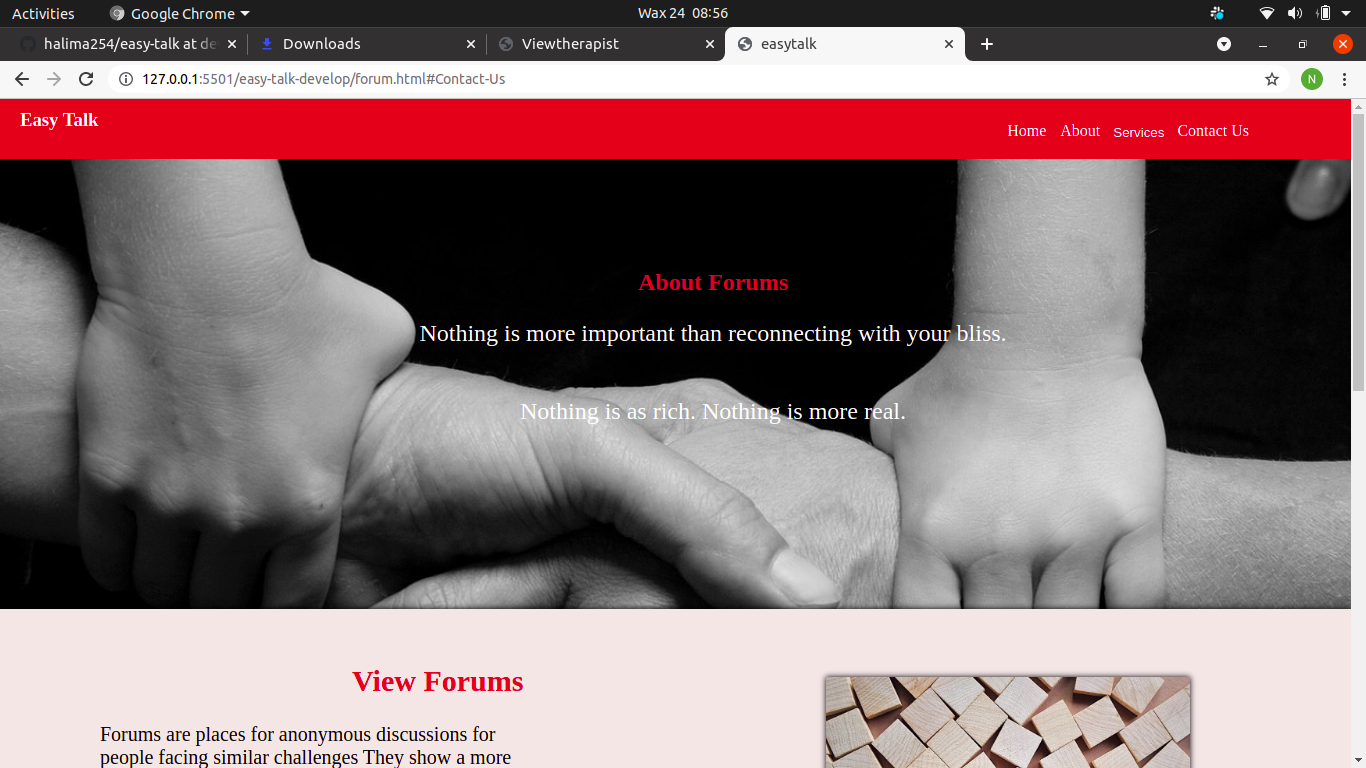 Activities Google Chrome Wax 24 08:56
halima254/easy-talk at de Downloads Viewtherapist easytalk
127.0.0.1:5501/easy-talk-develop/forum.html#Contact-Us N
Easy Talk
Home About Services Contact Us
About Forums
Nothing is more important than reconnecting with your bliss.
Nothing is as rich. Nothing is more real.
View Forums
Forums are places for anonymous discussions for
people facing similar challenges They show a more